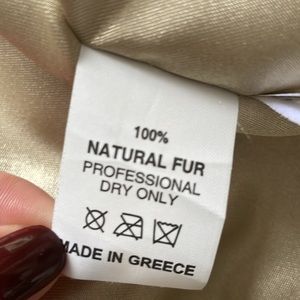 100%
NATURAL FUR
PROFESSIONAL
DRY ONLY
MADE IN GREECE